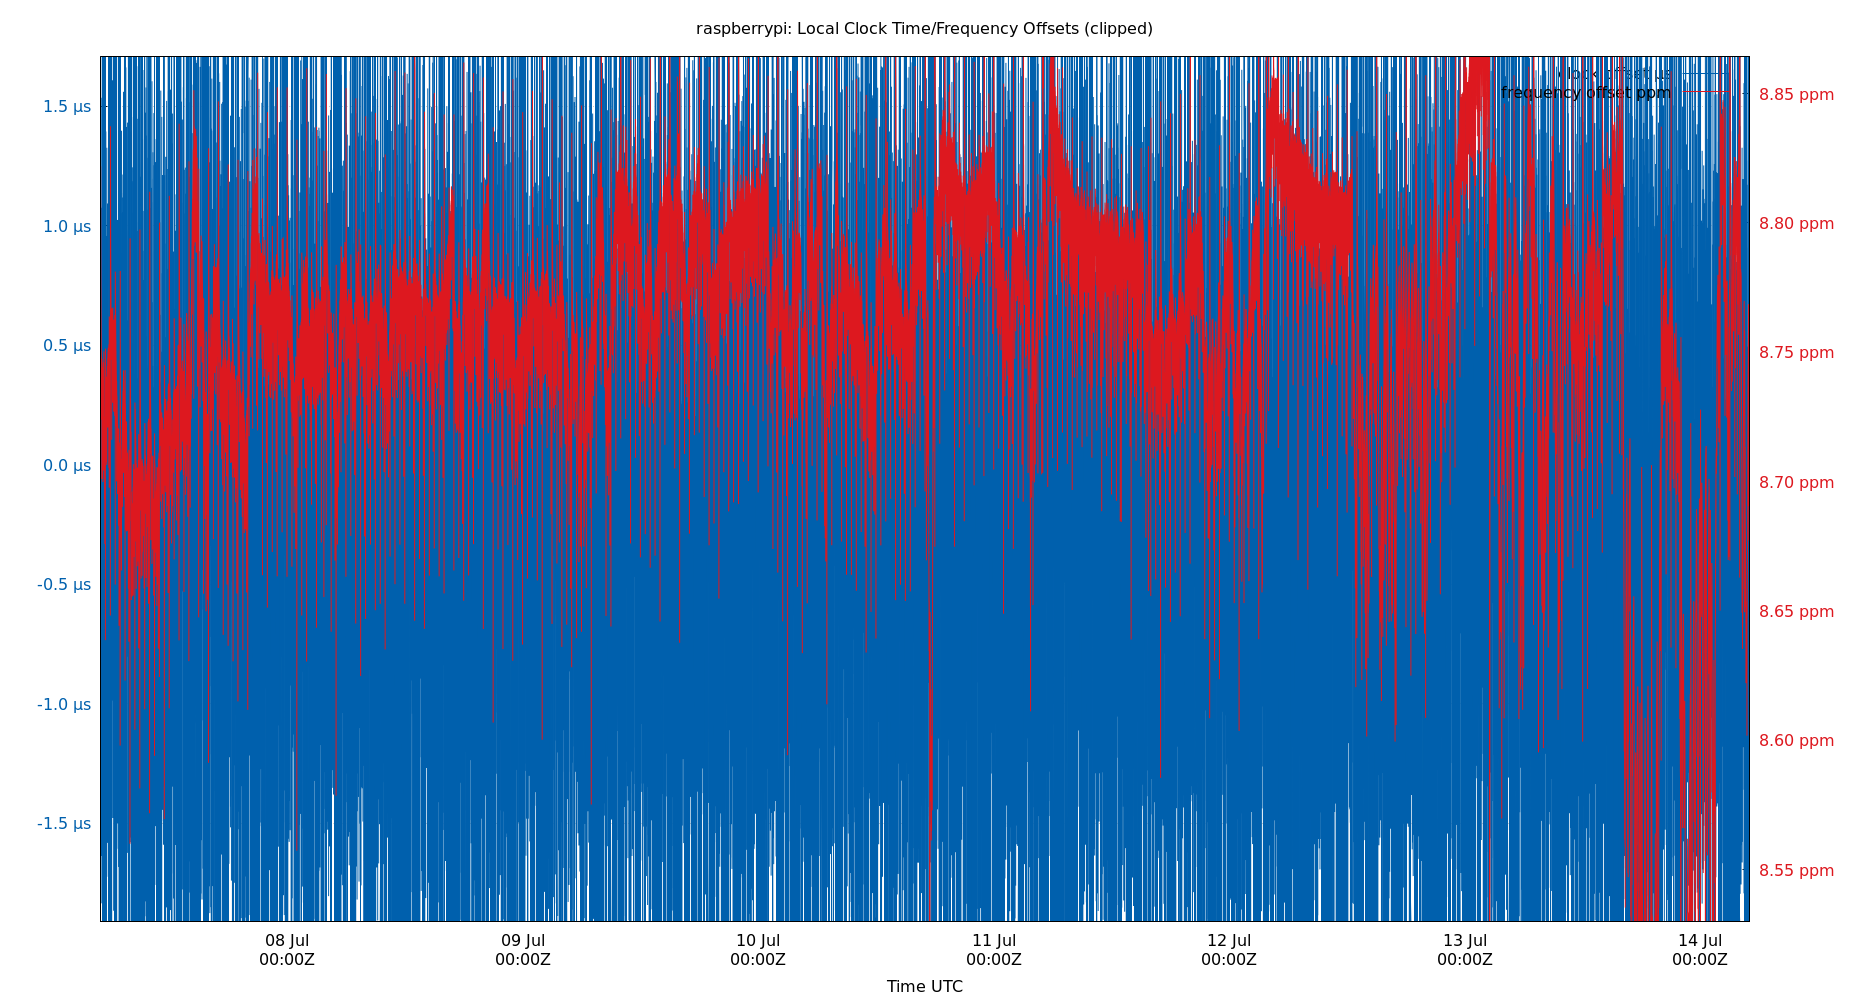 raspberrypi: Local Clock Time/Frequency Offsets (clipped)
clock offset μs
frequency offset ppm
1.5 μs
1.0 μs
0.5 μs
0.0 μs
-0.5 μs
-1.0 μs
-1.5 μs
8.85 ppm
8.80 ppm
8.75 ppm
8.70 ppm
8.65 ppm
8.60 ppm
8.55 ppm
08 Jul 09 Jul 10 Jul 11 Jul 12 Jul 13 Jul 14 Jul
00:00Z 00:00Z 00:00Z 00:00Z 00:00Z 00:00Z 00:00Z
Time UTC